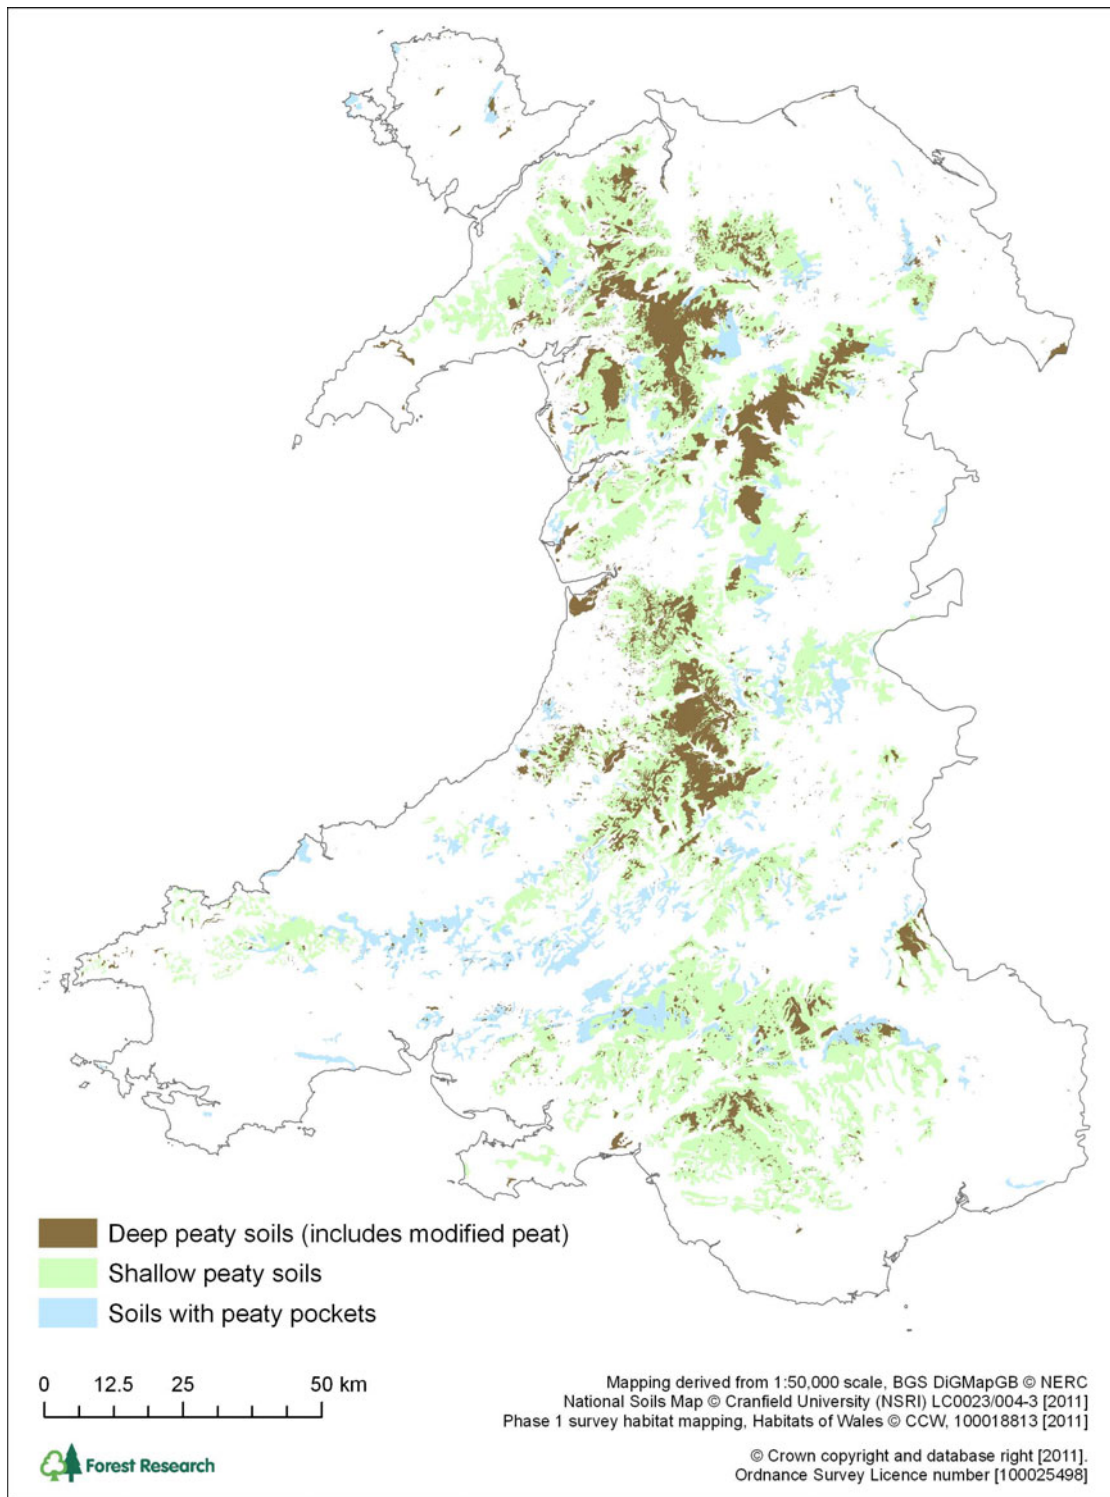 Deep peaty soils (includes modified peat)
Shallow peaty soils
Soils with peaty pockets
0 12.5 25 50 km
Mapping derived from 1:50,000 scale, BGS DiGMapGB © NERC
National Soils Map © Cranfield University (NSRI) LC0023/004-3 [2011]
Phase 1 survey habitat mapping, Habitats of Wales © CCW, 100018813 [2011]
© Crown copyright and database right [2011].
Ordnance Survey Licence number [100025498]
Forest Research